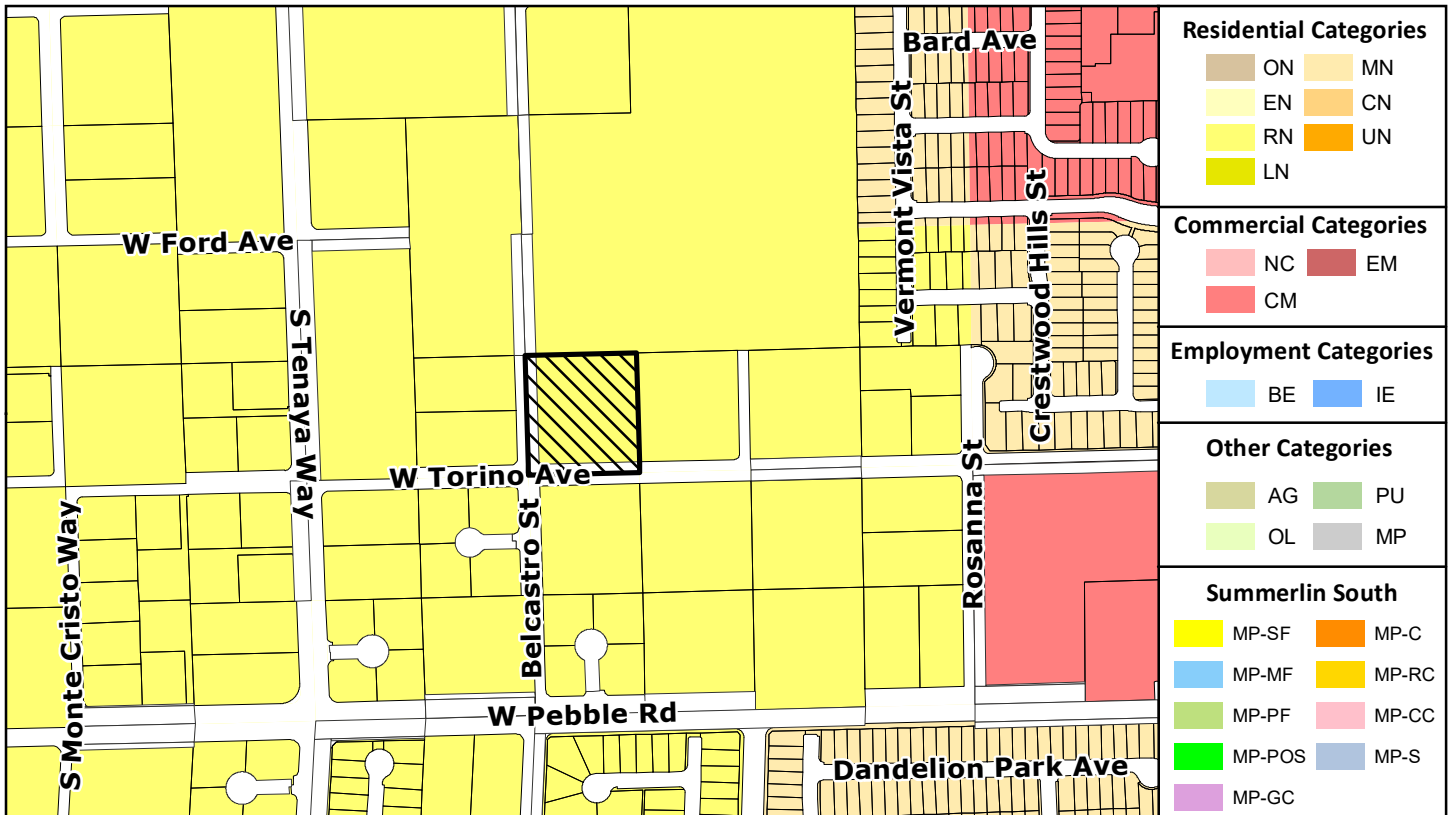 Bard Ave
Vermont Vista St
Crestwood Hills St
W Ford Ave
S Tenaya Way
W Torino Ave
Belcastro St
Rosanna St
S Monte Cristo Way
W Pebble Rd
Dandelion Park Ave
Residential Categories
ON MN
EN CN
RN UN
LN
Commercial Categories
NC EM
CM
Employment Categories
BE IE
Other Categories
AG PU
OL MP
Summerlin South
MP-SF MP-C
MP-MF MP-RC
MP-PF MP-CC
MP-POS MP-S
MP-GC